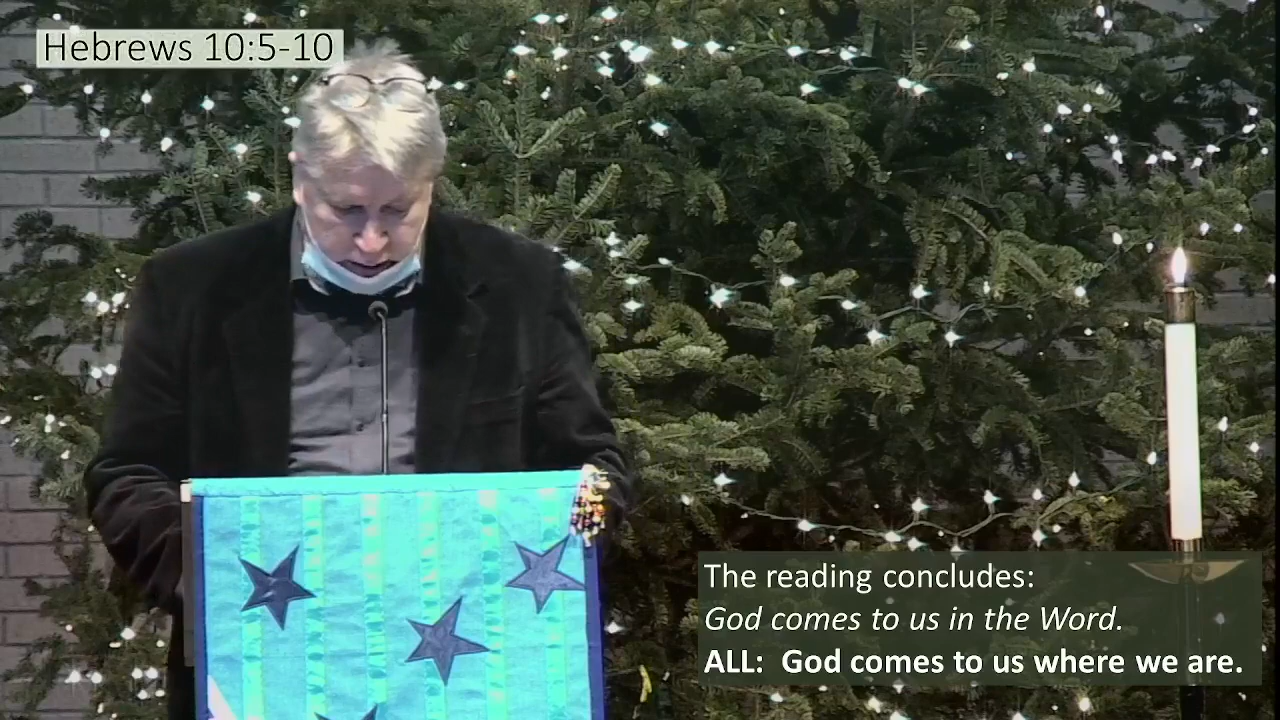 Hebrews 10:5-10
The reading concludes:
God comes to us in the Word.
ALL:  God comes to us where we are.